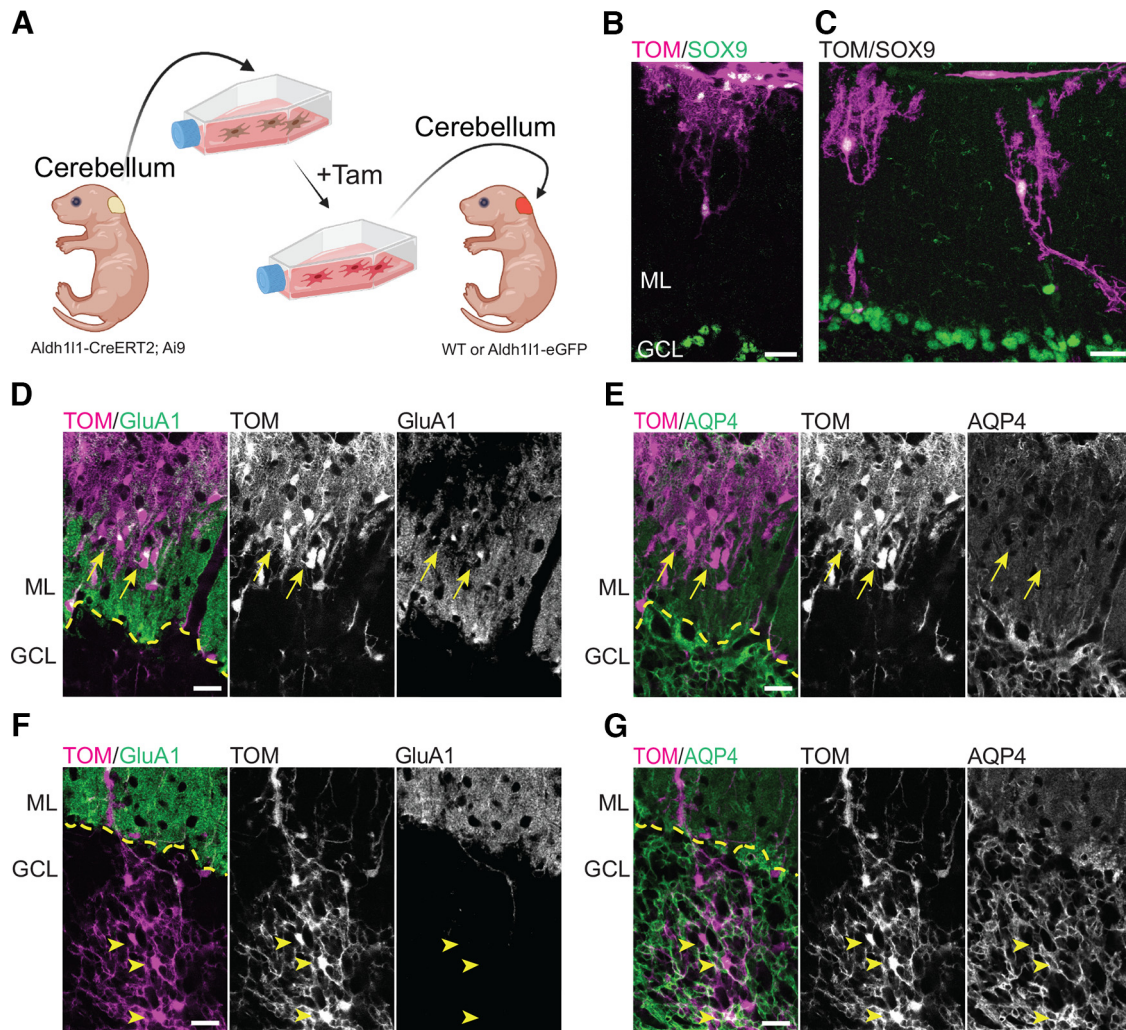 A
Cerebellum
+Tam
Cerebellum
Aldh1l1-CreERT2; Ai9
WT or Aldh1l1-eGFP
B
TOM/SOX9
ML
GCL
C
TOM/SOX9
D
TOM/GluA1
TOM
GluA1
ML
GCL
E
TOM/AQP4
TOM
AQP4
ML
GCL
F
TOM/GluA1
TOM
GluA1
ML
GCL
G
TOM/AQP4
TOM
AQP4
ML
GCL